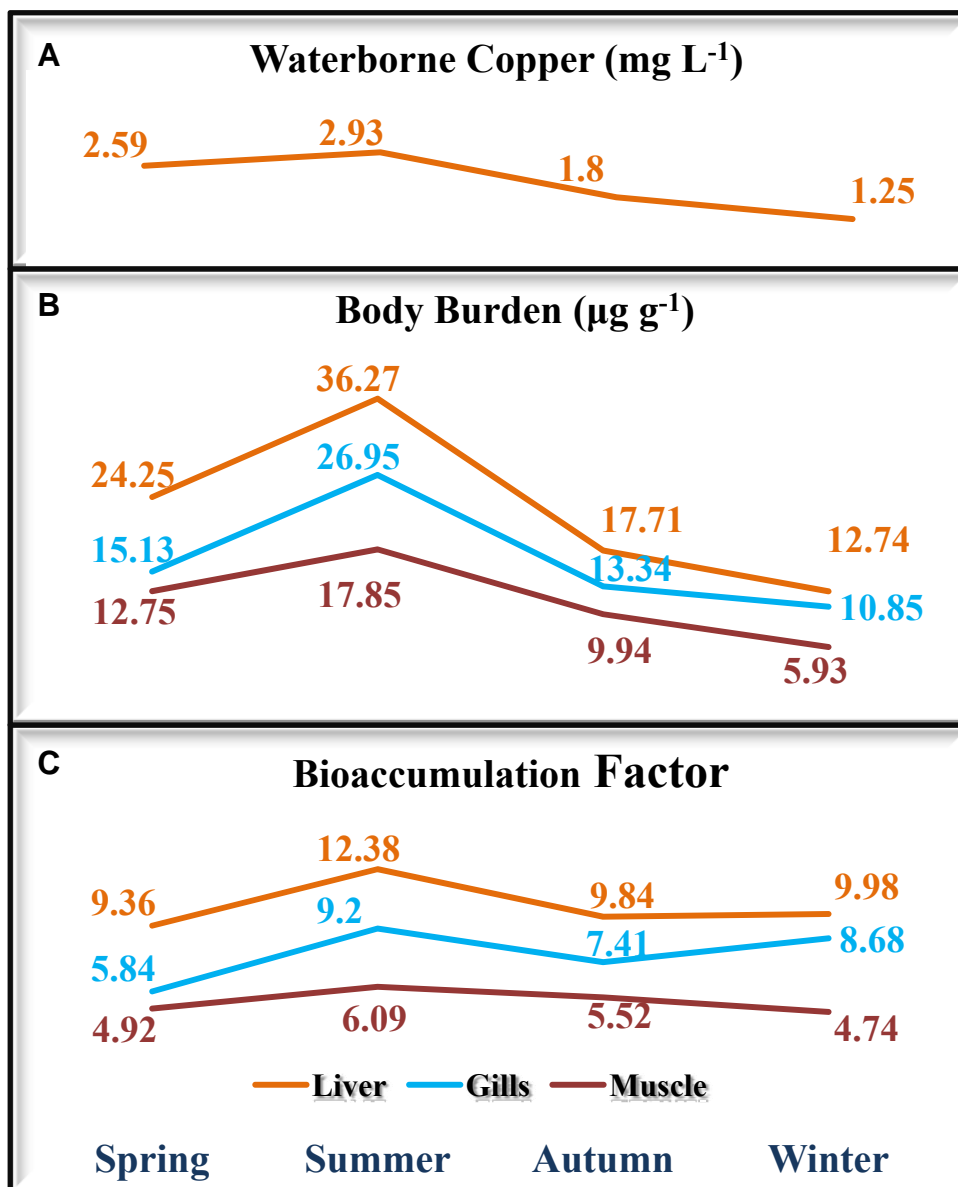 A
Waterborne Copper (mg L⁻¹)
2.59 2.93 1.8 1.25
B
Body Burden (µg g⁻¹)
36.27
24.25 26.95
17.71 12.74
15.13 13.34
12.75 17.85 10.85
9.94 5.93
C
Bioaccumulation Factor
12.38
9.36 9.2 9.84 9.98
5.84 7.41 8.68
4.92 6.09 5.52 4.74
Liver Gills Muscle
Spring Summer Autumn Winter